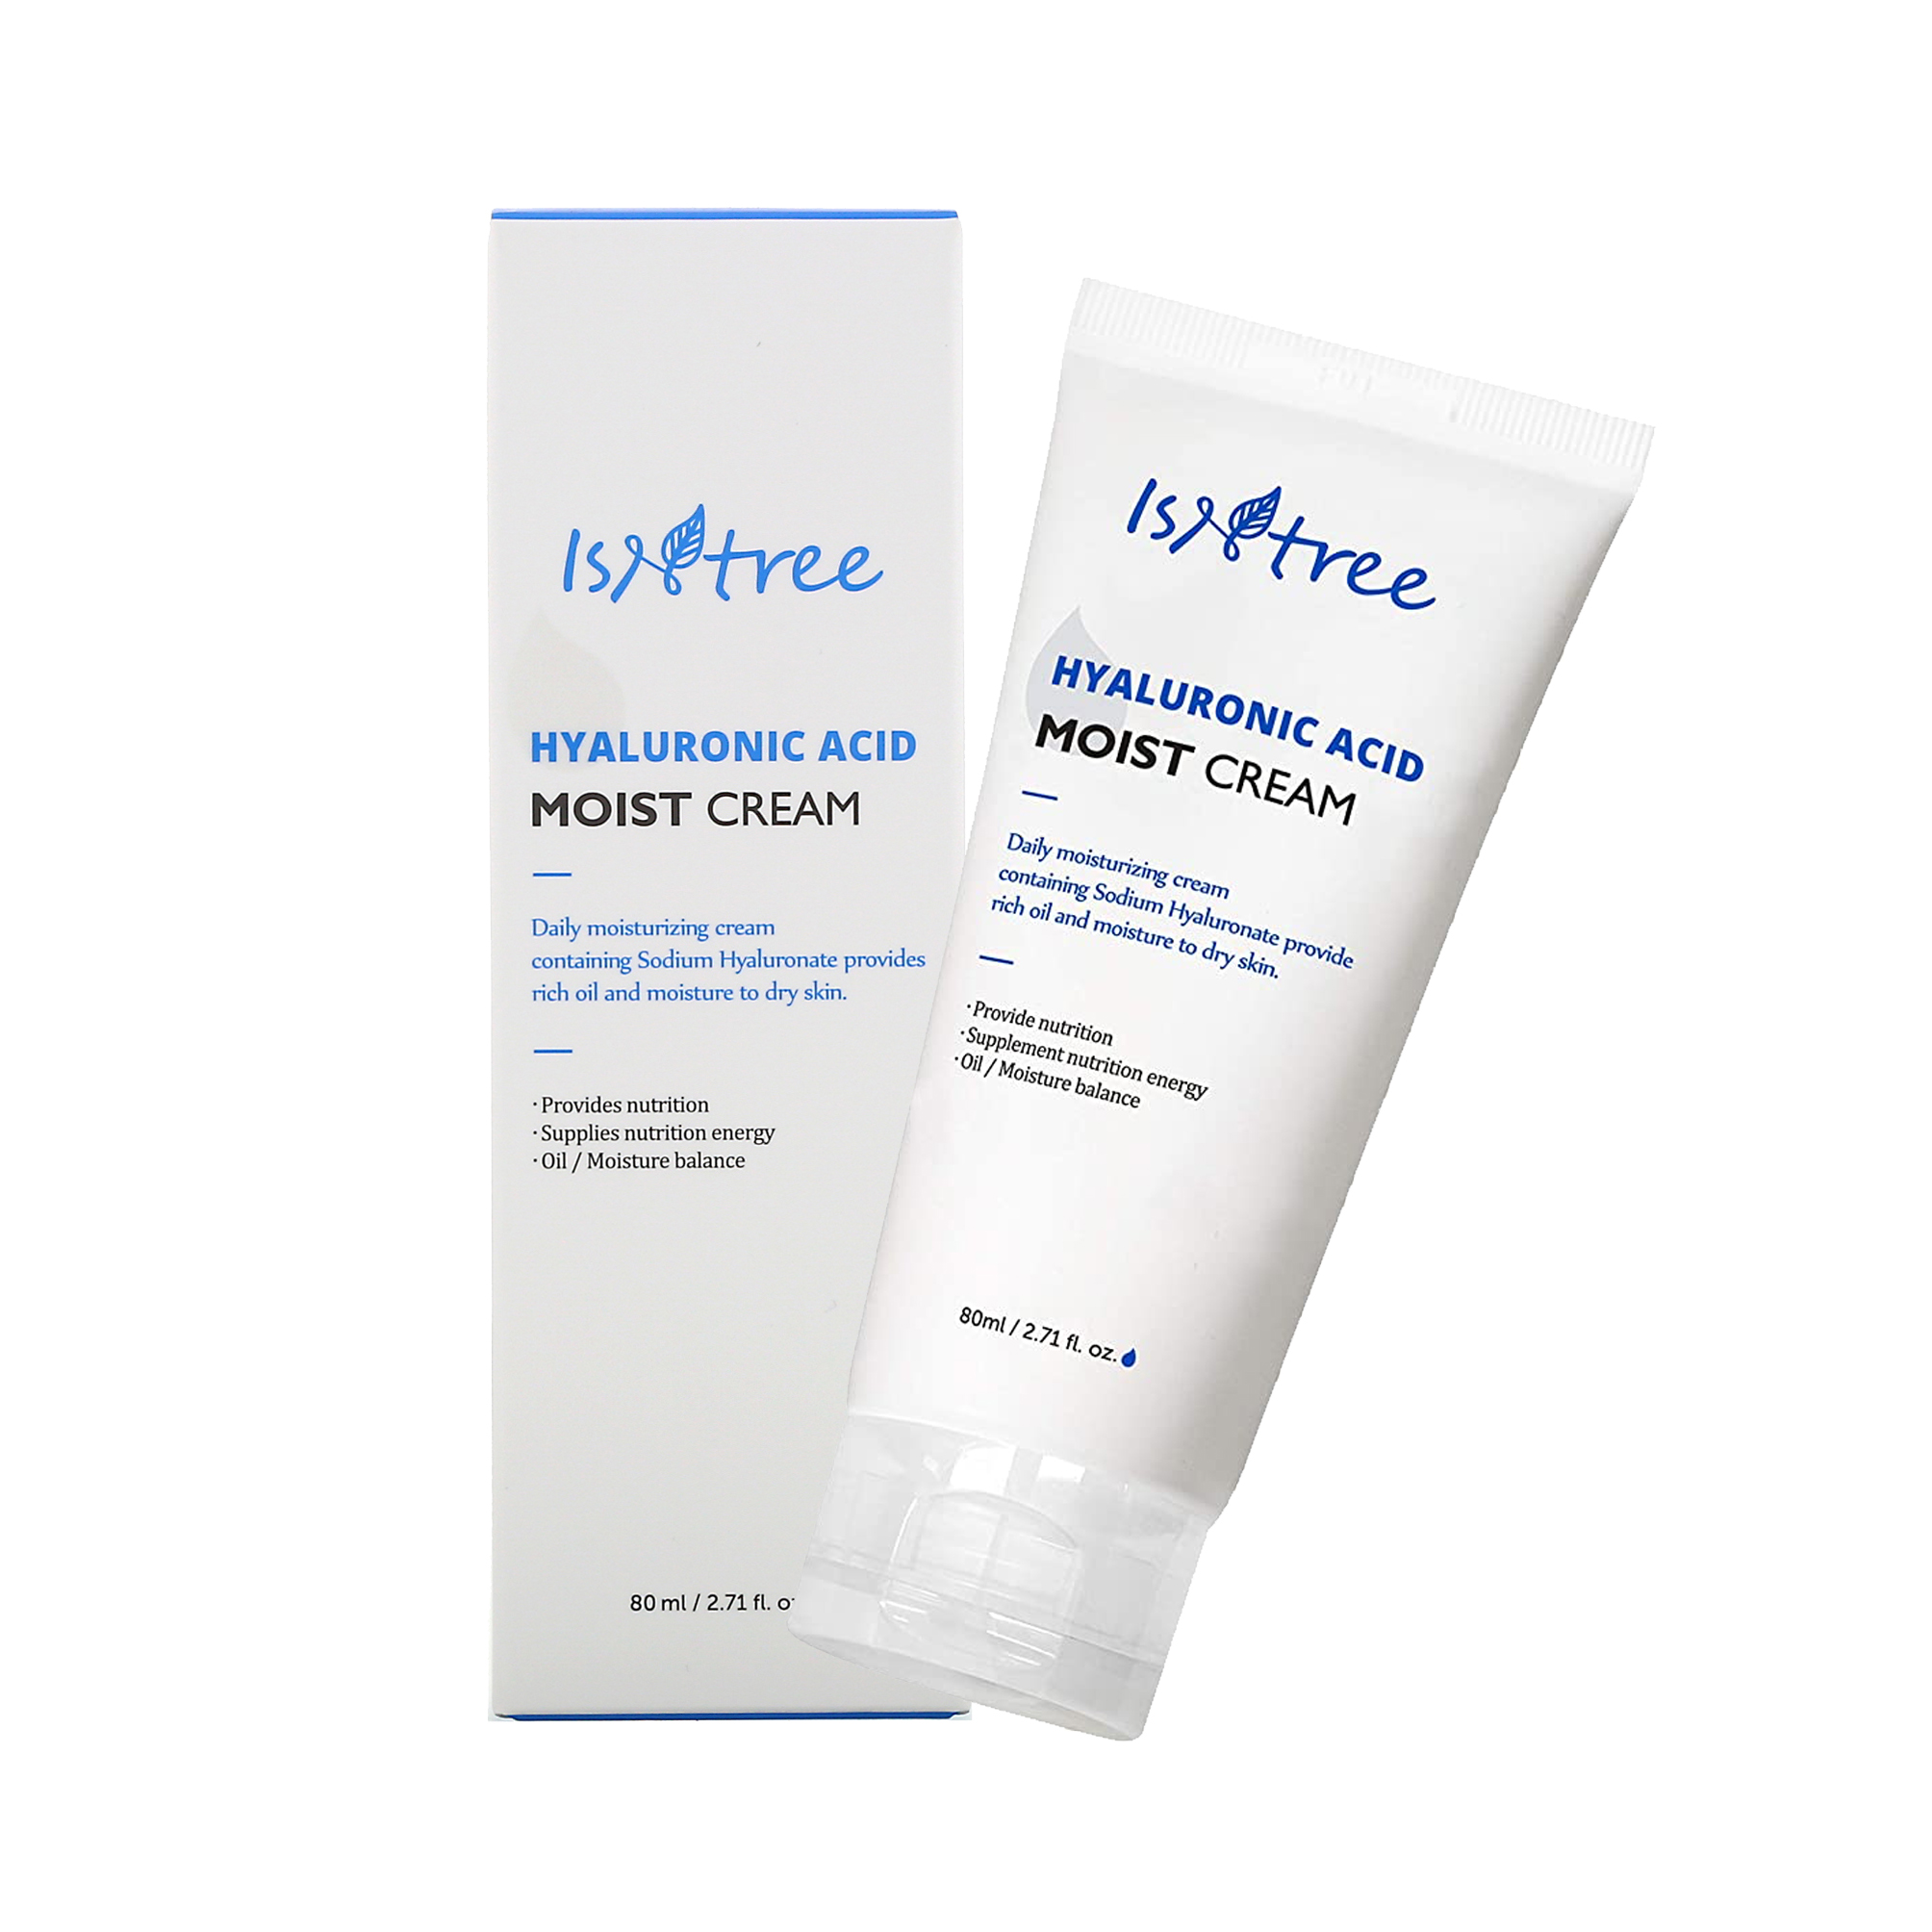 Isntree
HYALURONIC ACID
MOIST CREAM
Daily moisturizing cream
containing Sodium Hyaluronate provides
rich oil and moisture to dry skin.
· Provides nutrition
· Supplies nutrition energy
· Oil / Moisture balance
80 ml / 2.71 fl.
Isntree
HYALURONIC ACID
MOIST CREAM
Daily moisturizing cream
containing Sodium Hyaluronate provide
rich oil and moisture to dry skin.
· Provide nutrition
· Supplement nutrition energy
· Oil / Moisture balance
80ml / 2.71 fl. oz.